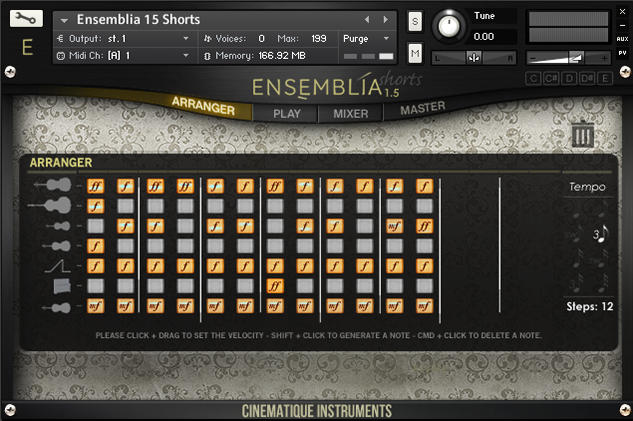 Ensemblia 15 Shorts
Output: st. 1
Voices: 0 Max: 199
Purge
S
Tune
0.00
E
Midi Ch: [A] 1
Memory: 166.92 MB
M
L R
AUX
PV
C C# D D# E
ENSEMBLIA shorts
1.5
ARRANGER
PLAY
MIXER
MASTER
ARRANGER
Tempo
ff f ff ff f f ff f f f f f
f
f f f f f mf ff
f
f f f f f f f f f f f f
ff
mf mf mf mf mf mf mf mf mf mf mf mf
3
Steps: 12
PLEASE CLICK + DRAG TO SET THE VELOCITY - SHIFT + CLICK TO GENERATE A NOTE - CMD + CLICK TO DELETE A NOTE.
CINEMATIQUE INSTRUMENTS